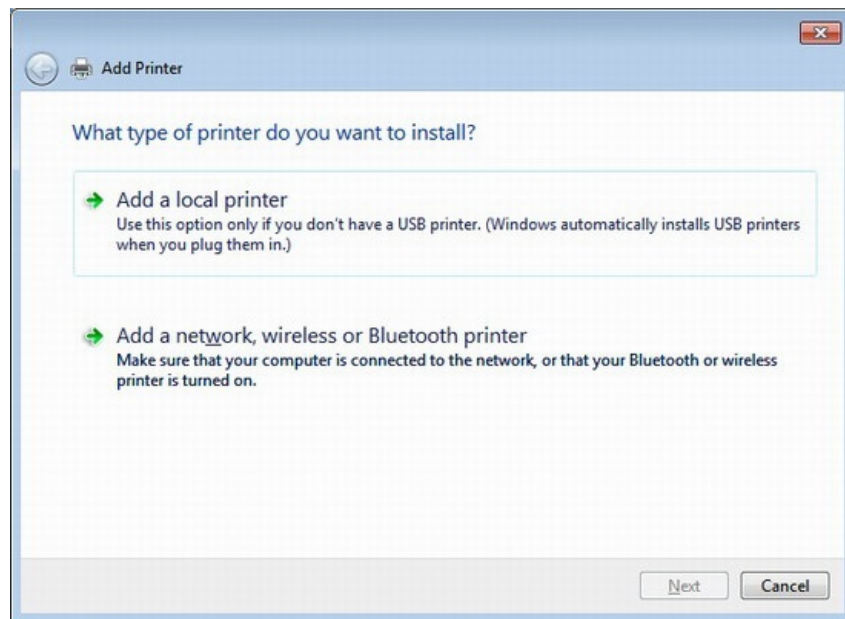 Add Printer
What type of printer do you want to install?
Add a local printer
Use this option only if you don't have a USB printer. (Windows automatically installs USB printers
when you plug them in.)
Add a network, wireless or Bluetooth printer
Make sure that your computer is connected to the network, or that your Bluetooth or wireless
printer is turned on.
Next Cancel